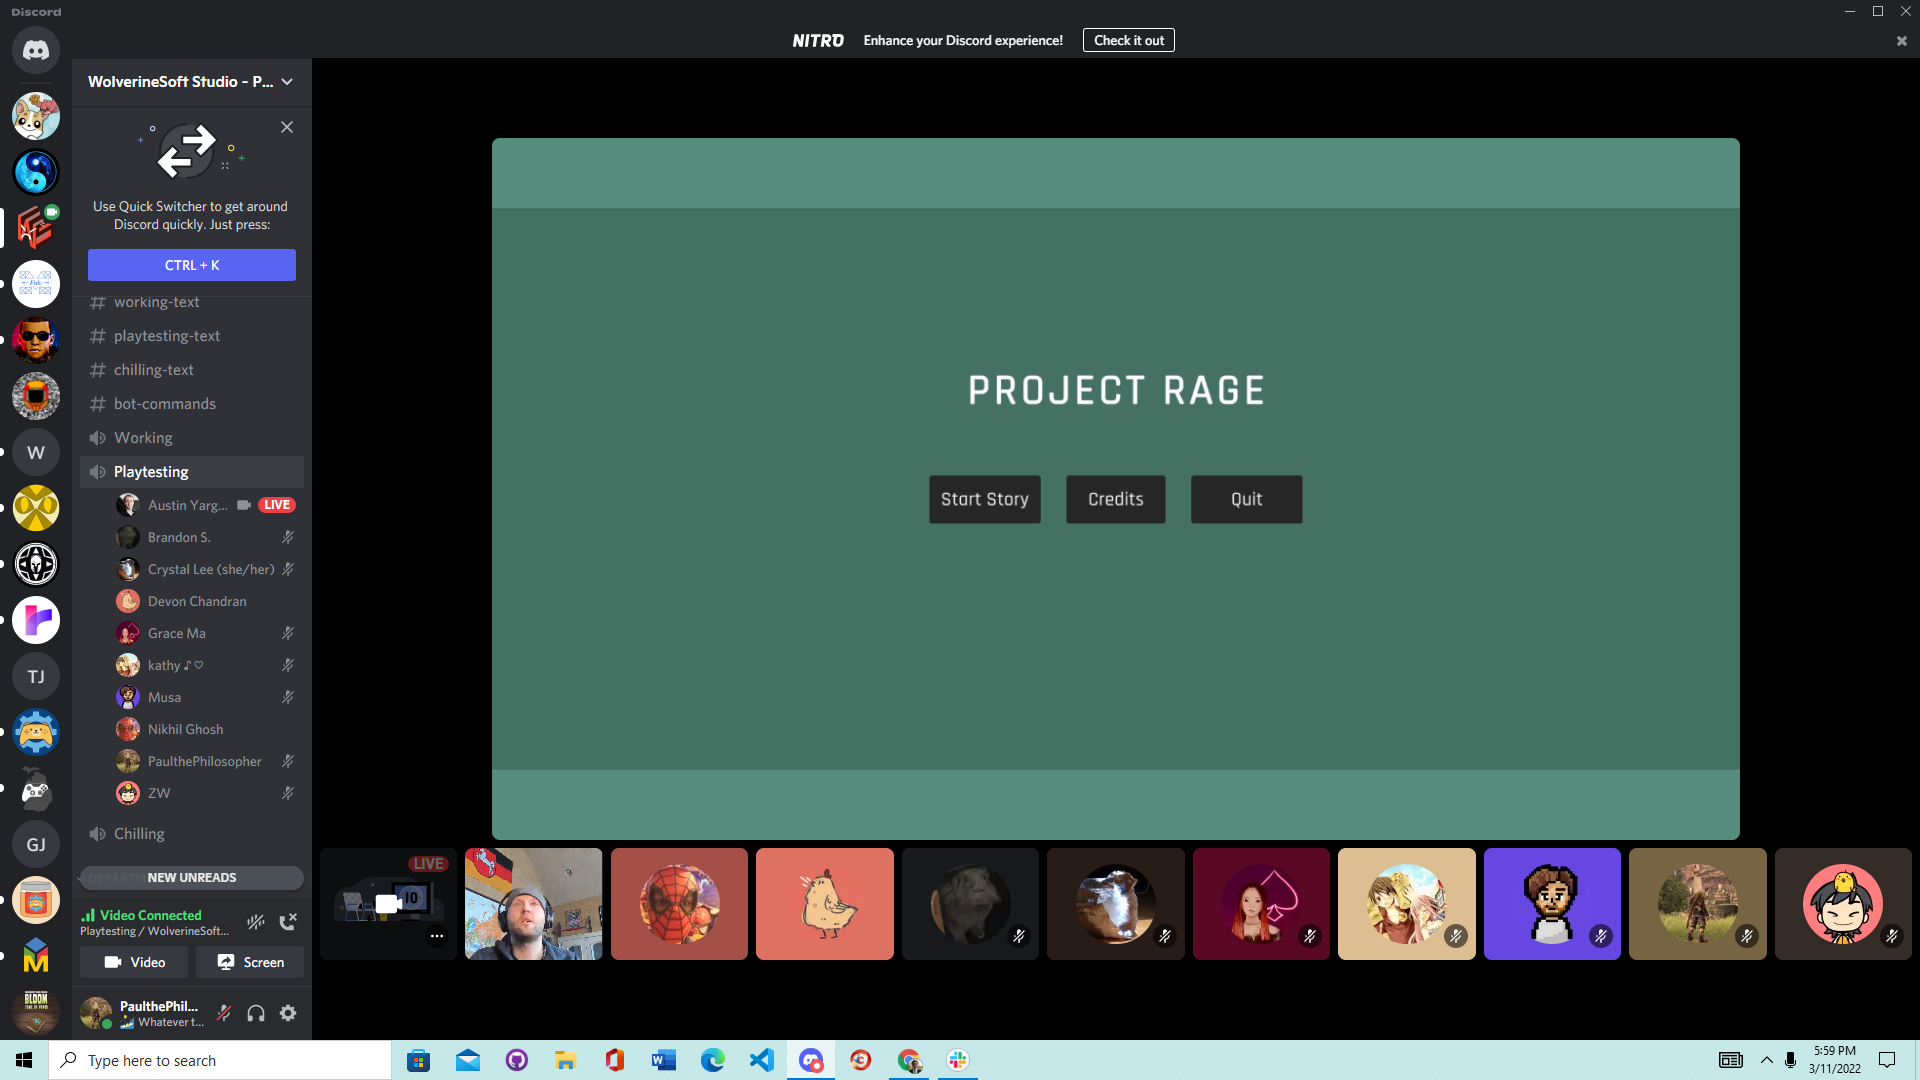 Discord
NITRO Enhance your Discord experience! Check it out
WolverineSoft Studio - P...
Use Quick Switcher to get around
Discord quickly. Just press:
CTRL + K
working-text
playtesting-text
chilling-text
bot-commands
Working
Playtesting
Austin Yarg... LIVE
Brandon S.
Crystal Lee (she/her)
Devon Chandran
Grace Ma
kathy ♪ ♡
Musa
Nikhil Ghosh
PaulthePhilosopher
ZW
Chilling
NEW UNREADS
Video Connected
Playtesting / WolverineSoft...
Video Screen
PaulthePhil...
Whatever t...
W
TJ
GJ
BLOOM
PROJECT RAGE
Start Story Credits Quit
LIVE
Type here to search
5:59 PM
3/11/2022